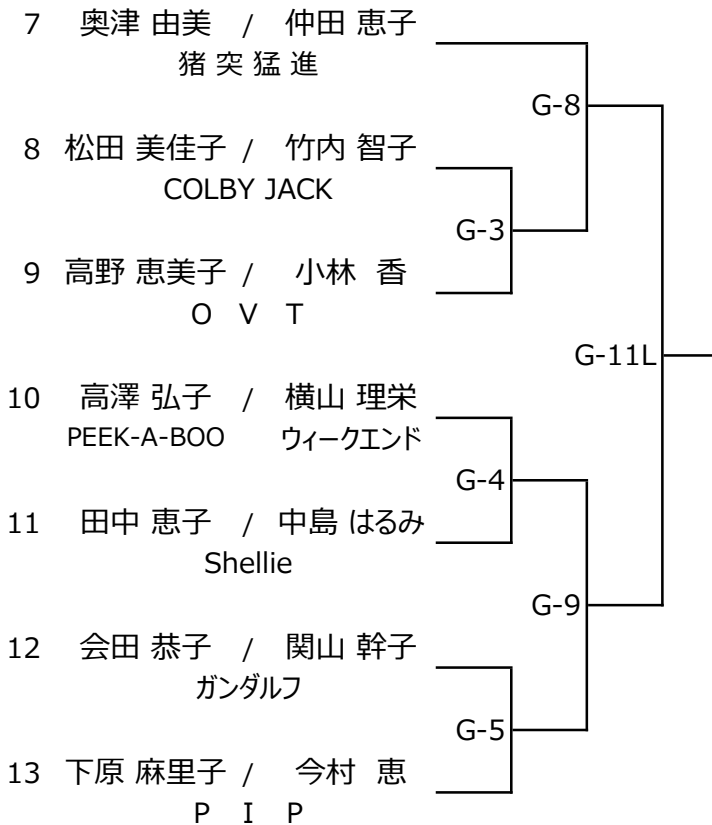 7 奥津 由美 / 仲田 恵子
猪 突 猛 進
G-8
8 松田 美佳子 / 竹内 智子
COLBY JACK
G-3
9 高野 恵美子 / 小林 香
O V T
G-11L
10 高澤 弘子 / 横山 理栄
PEEK-A-BOO ウィークエンド
G-4
11 田中 恵子 / 中島 はるみ
Shellie
G-9
12 会田 恭子 / 関山 幹子
ガンダルフ
G-5
13 下原 麻里子 / 今村 恵
P I P